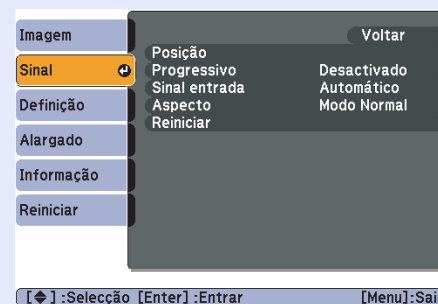 Imagem
Sinal
Definição
Alargado
Informação
Reiniciar
Voltar
Posição
Progressivo Desactivado
Sinal entrada Automático
Aspecto Modo Normal
Reiniciar
[ ] :Selecção [Enter] :Entrar [Menu]:Sai